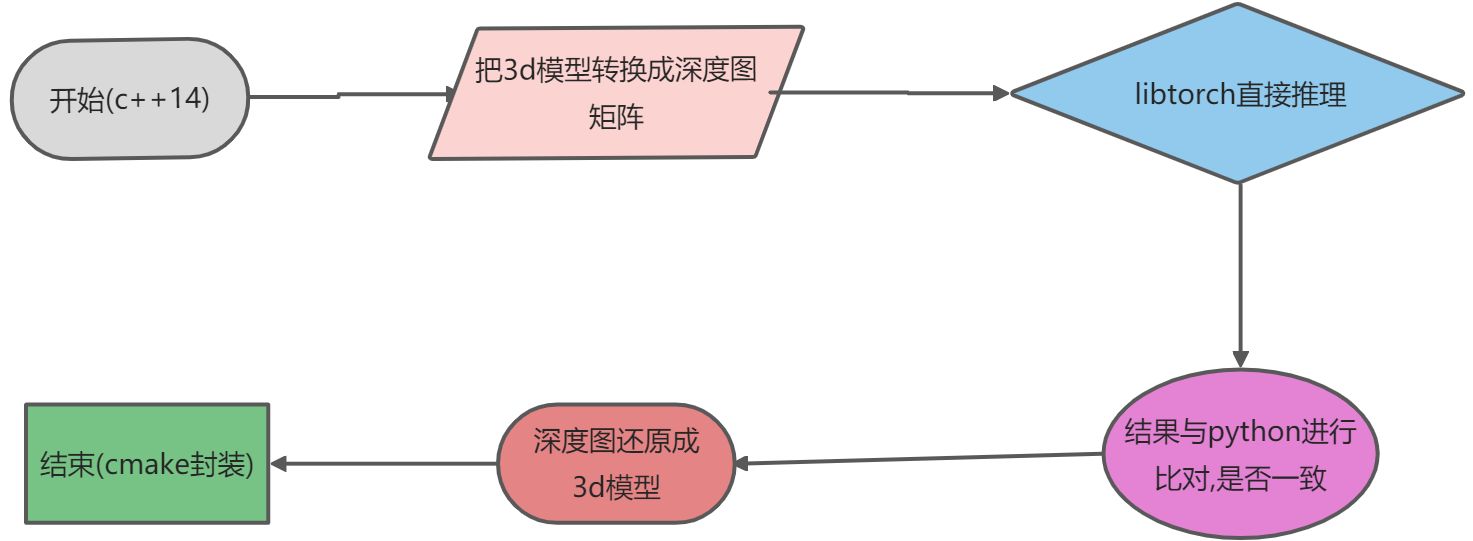 开始(c++14)
把3d模型转换成深度图
矩阵
libtorch直接推理
结果与python进行
比对,是否一致
深度图还原成
3d模型
结束(cmake封装)